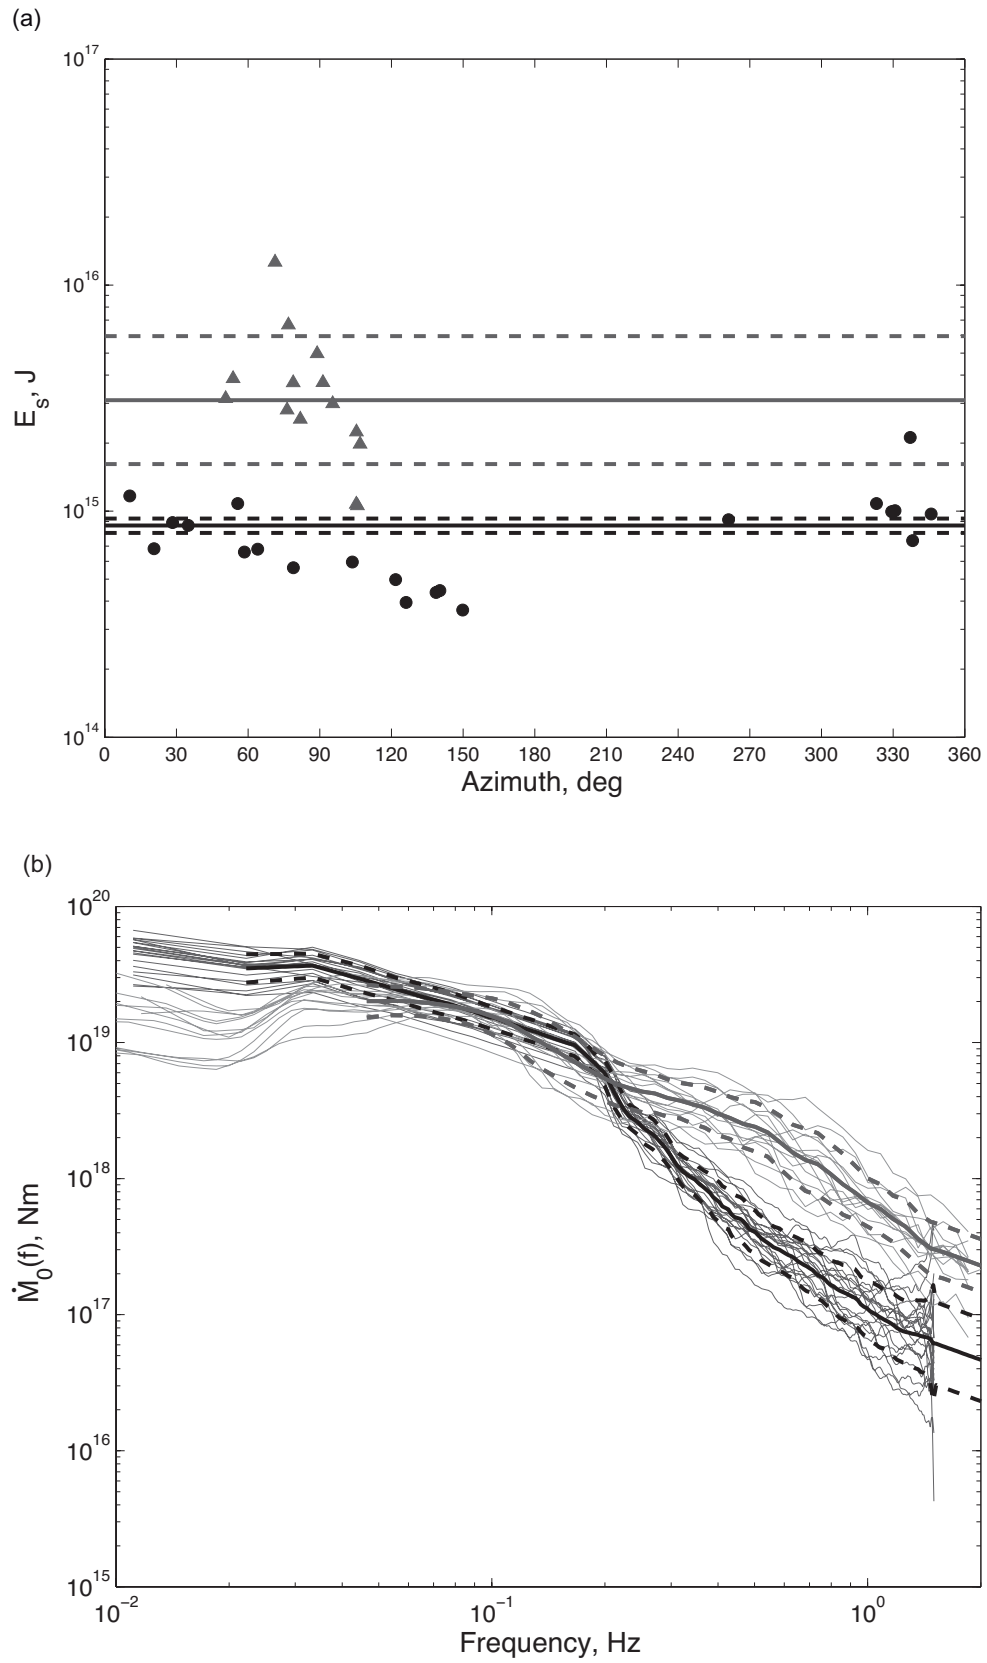 (a)
10^17
10^16
10^15
10^14
E_s, J
0 30 60 90 120 150 180 210 240 270 300 330 360
Azimuth, deg
(b)
10^20
10^19
10^18
10^17
10^16
10^15
Ṁ_0(f), Nm
10^−2 10^−1 10^0
Frequency, Hz